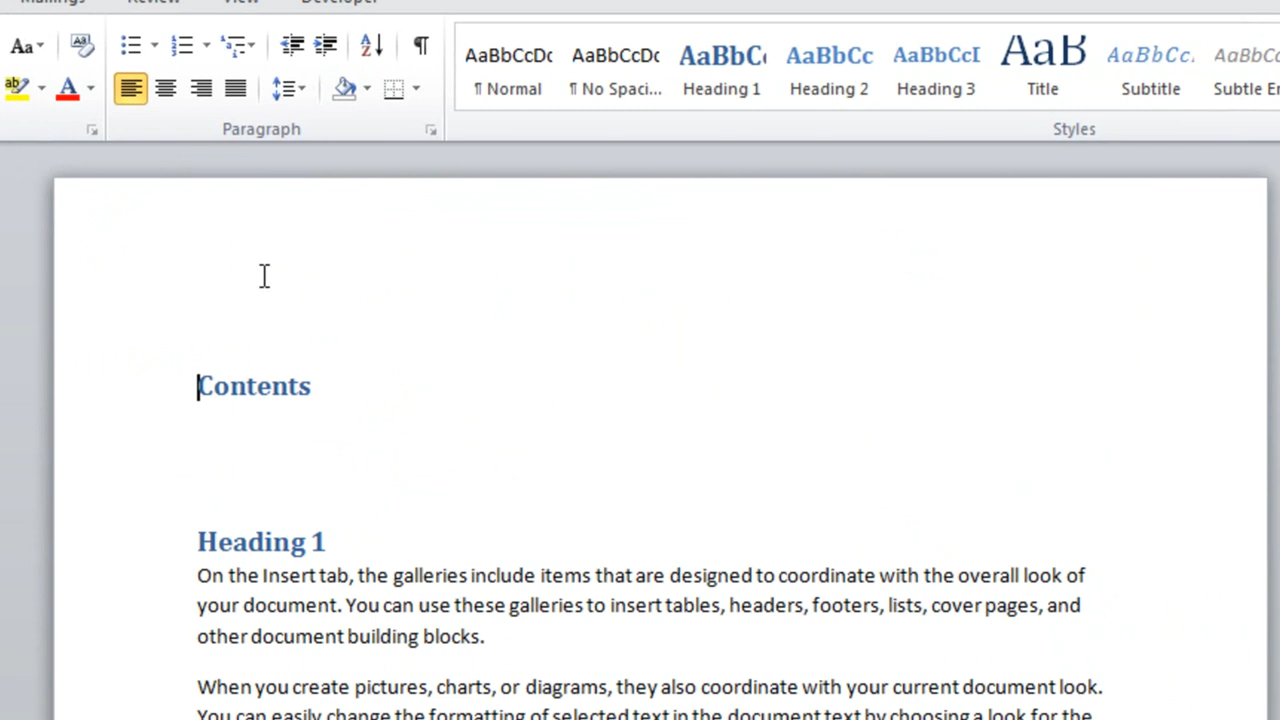 Mailings Review View Developer
Aa
ab A A Z ¶
AaBbCcDc AaBbCcDc AaBbC AaBbCc AaBbCcI AaB AaBbCc. AaBbCc
¶ Normal ¶ No Spaci... Heading 1 Heading 2 Heading 3 Title Subtitle Subtle
Paragraph Styles
Contents
Heading 1
On the Insert tab, the galleries include items that are designed to coordinate with the overall look of
your document. You can use these galleries to insert tables, headers, footers, lists, cover pages, and
other document building blocks.
When you create pictures, charts, or diagrams, they also coordinate with your current document look.
You can easily change the formatting of selected text in the document text by choosing a look for the